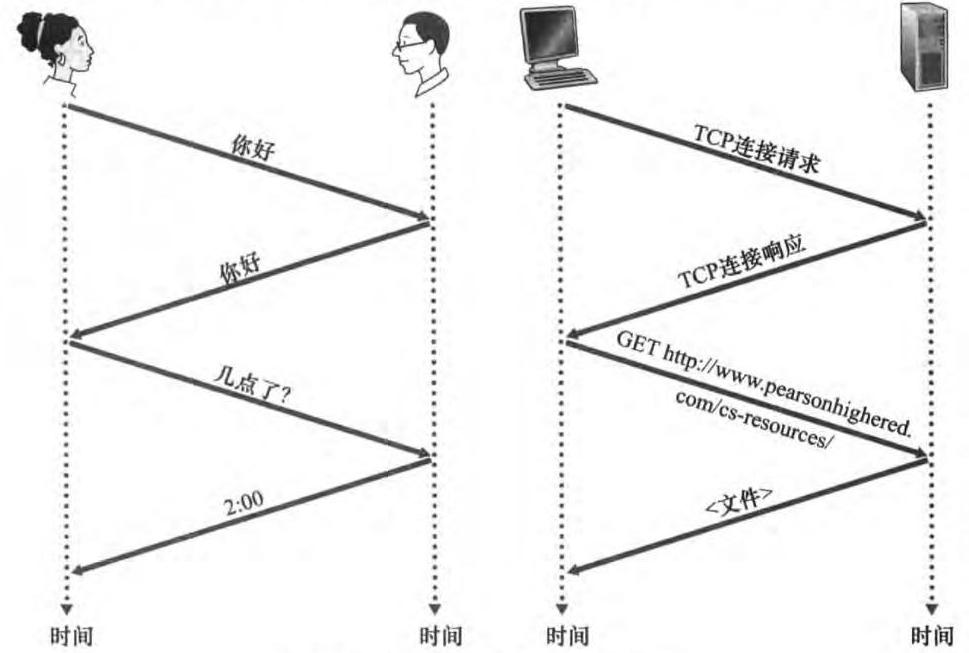 你好
你好
几点了?
2:00
时间
时间
TCP连接请求
TCP连接响应
GET http://www.pearsonhighered.
com/cs-resources/
<文件>
时间
时间